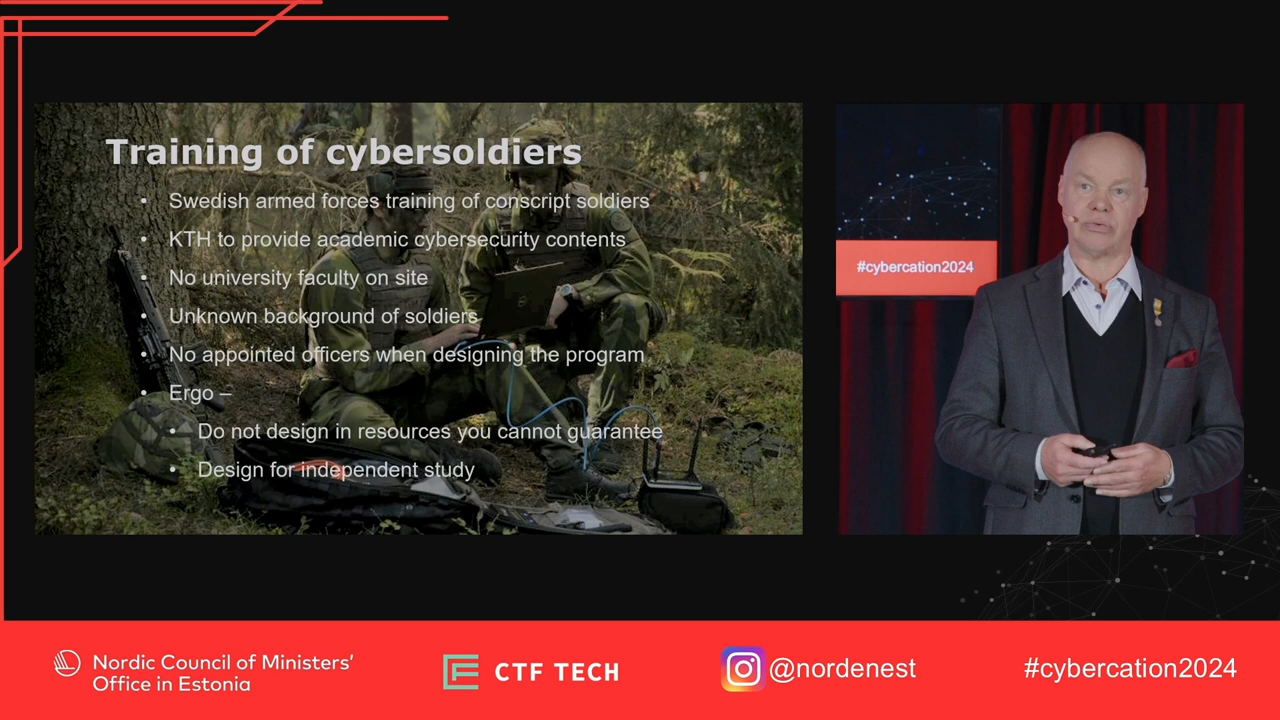 Training of cybersoldiers
• Swedish armed forces training of conscript soldiers
• KTH to provide academic cybersecurity contents
• No university faculty on site
• Unknown background of soldiers
• No appointed officers when designing the program
• Ergo –
• Do not design in resources you cannot guarantee
• Design for independent study
#cybercation2024
Nordic Council of Ministers'
Office in Estonia
CTF TECH
@nordenest
#cybercation2024